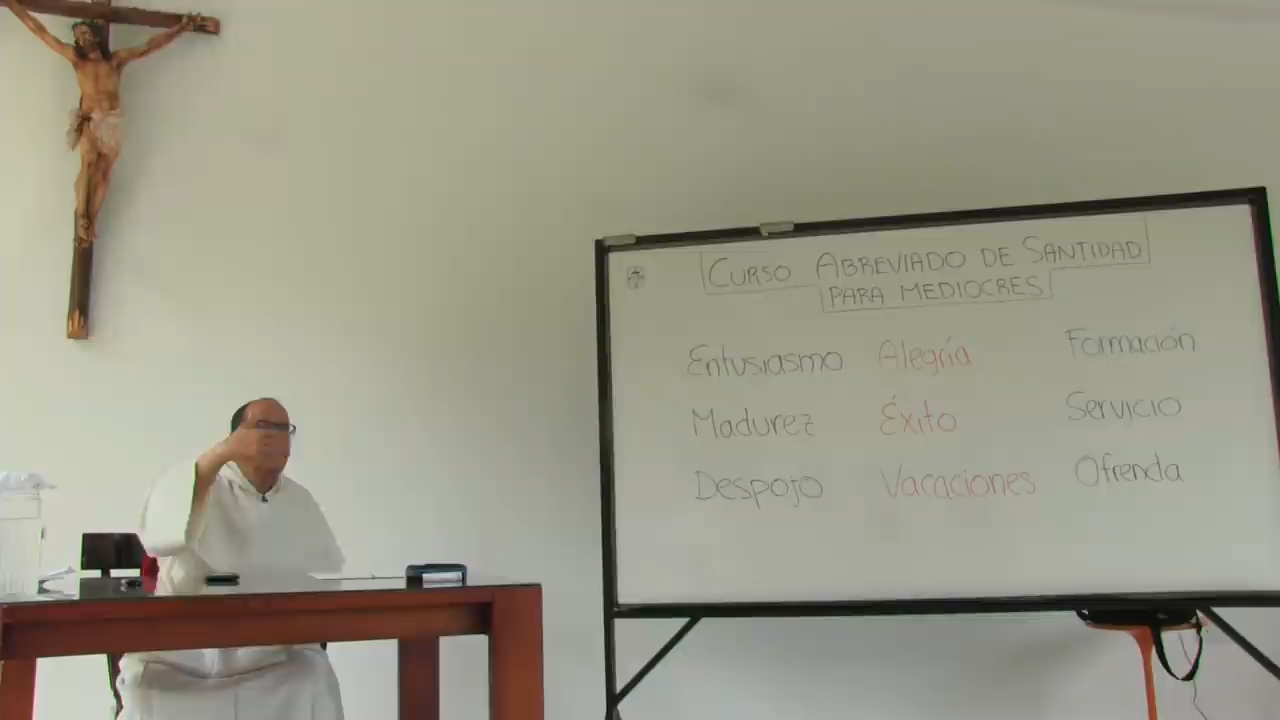 CURSO ABREVIADO DE SANTIDAD
PARA MEDIOCRES
Entusiasmo Alegría Formación
Madurez Éxito Servicio
Despojo Vacaciones Ofrenda